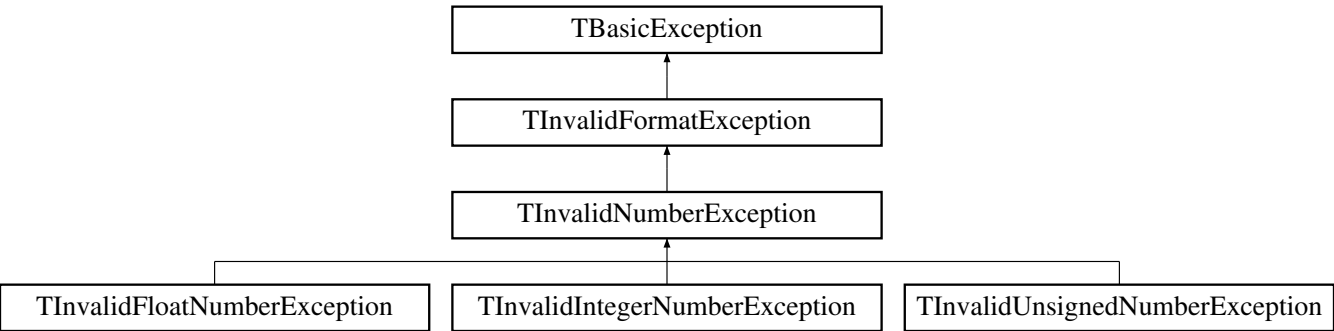 TBasicException
TInvalidFormatException
TInvalidNumberException
TInvalidFloatNumberException
TInvalidIntegerNumberException
TInvalidUnsignedNumberException